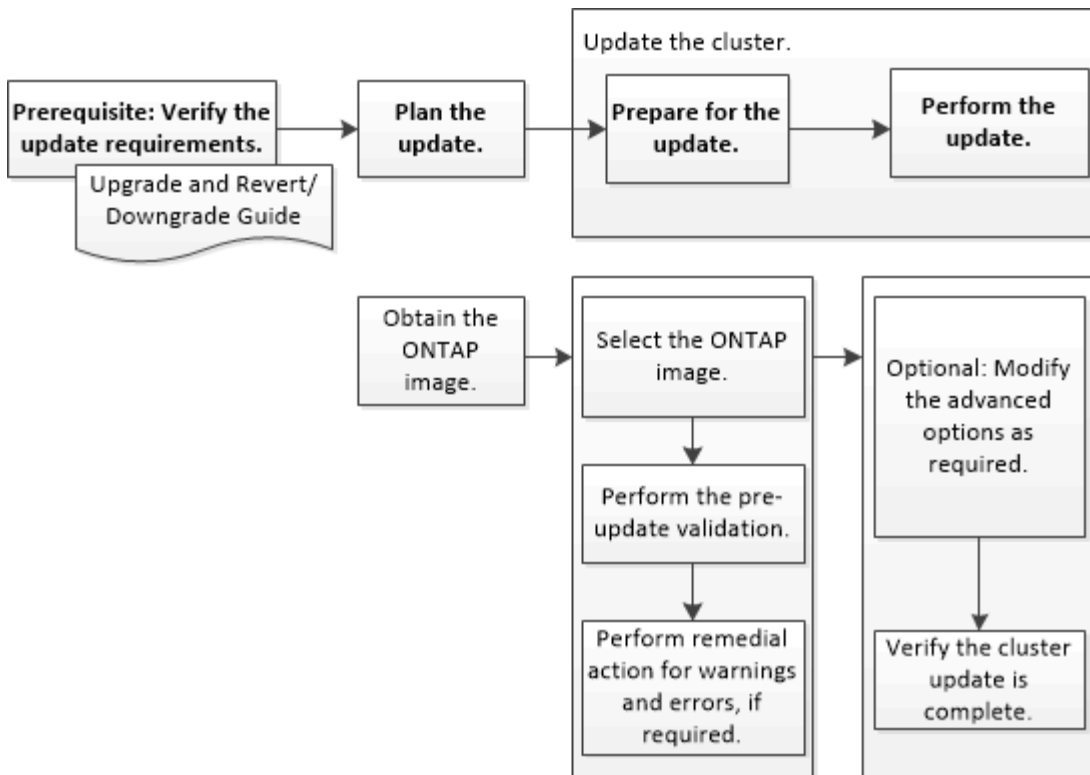 Update the cluster.
Prerequisite: Verify the
update requirements.
Upgrade and Revert/
Downgrade Guide
Plan the
update.
Prepare for the
update.
Perform the
update.
Obtain the
ONTAP
image.
Select the ONTAP
image.
Perform the pre-
update validation.
Perform remedial
action for warnings
and errors, if
required.
Optional: Modify
the advanced
options as
required.
Verify the cluster
update is
complete.